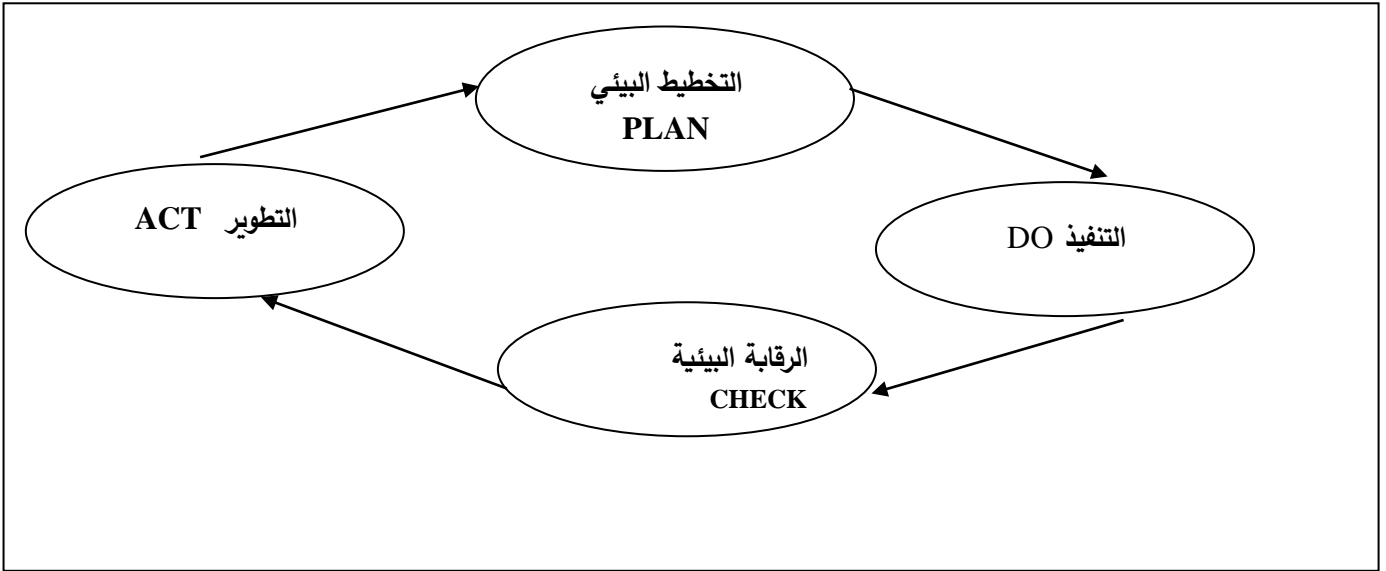 التخطيط البيئي
PLAN
التنفيذ DO
الرقابة البيئية
CHECK
التطوير ACT